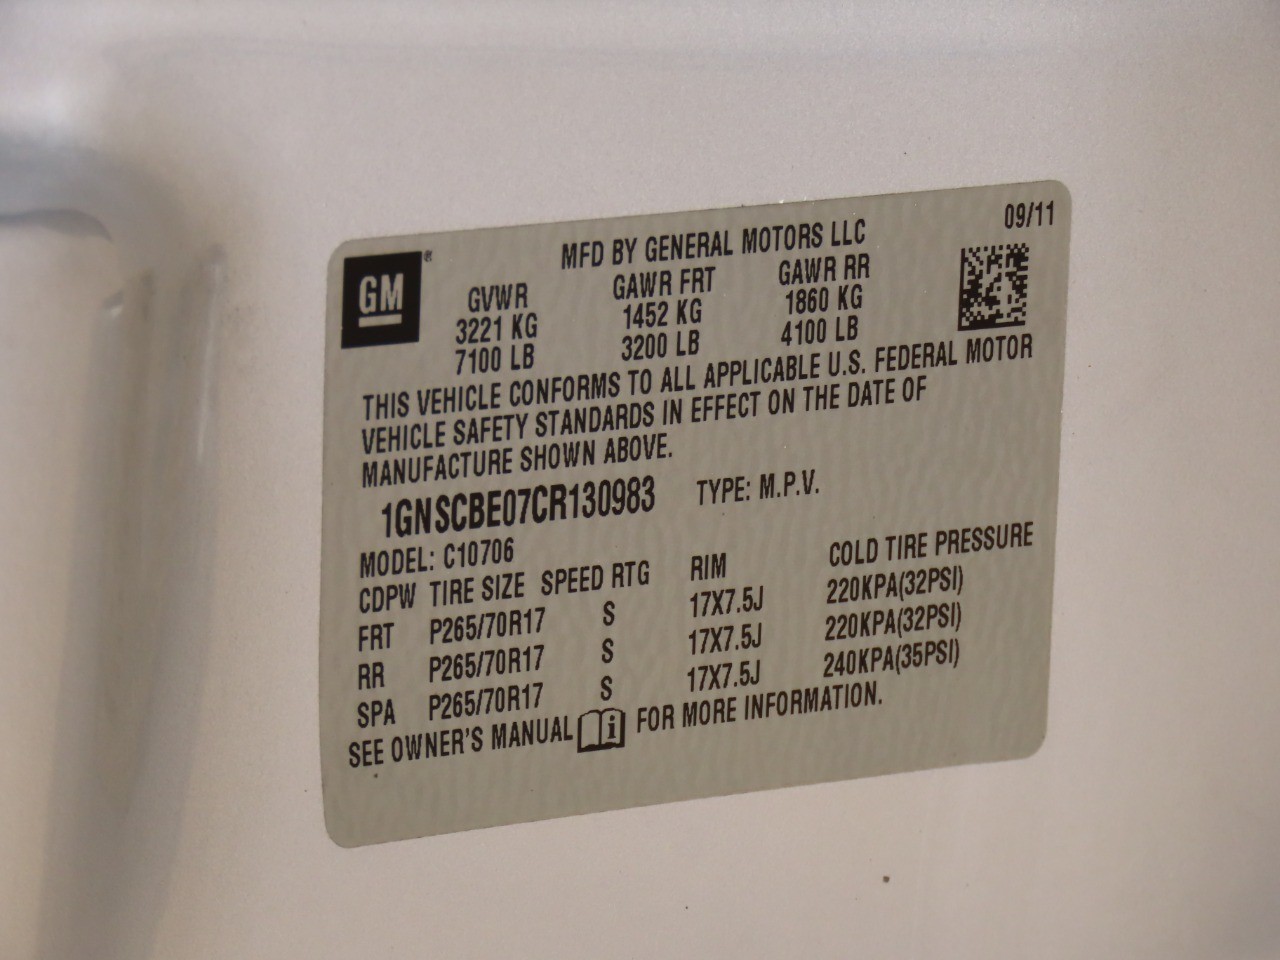 09/11
GM®
MFD BY GENERAL MOTORS LLC
GVWR GAWR FRT GAWR RR
3221 KG 1452 KG 1860 KG
7100 LB 3200 LB 4100 LB
THIS VEHICLE CONFORMS TO ALL APPLICABLE U.S. FEDERAL MOTOR
VEHICLE SAFETY STANDARDS IN EFFECT ON THE DATE OF
MANUFACTURE SHOWN ABOVE.
1GNSCBE07CR130983 TYPE: M.P.V.
MODEL: C10706
CDPW TIRE SIZE SPEED RTG RIM COLD TIRE PRESSURE
FRT P265/70R17 S 17X7.5J 220KPA(32PSI)
RR P265/70R17 S 17X7.5J 220KPA(32PSI)
SPA P265/70R17 S 17X7.5J 240KPA(35PSI)
SEE OWNER'S MANUAL i FOR MORE INFORMATION.